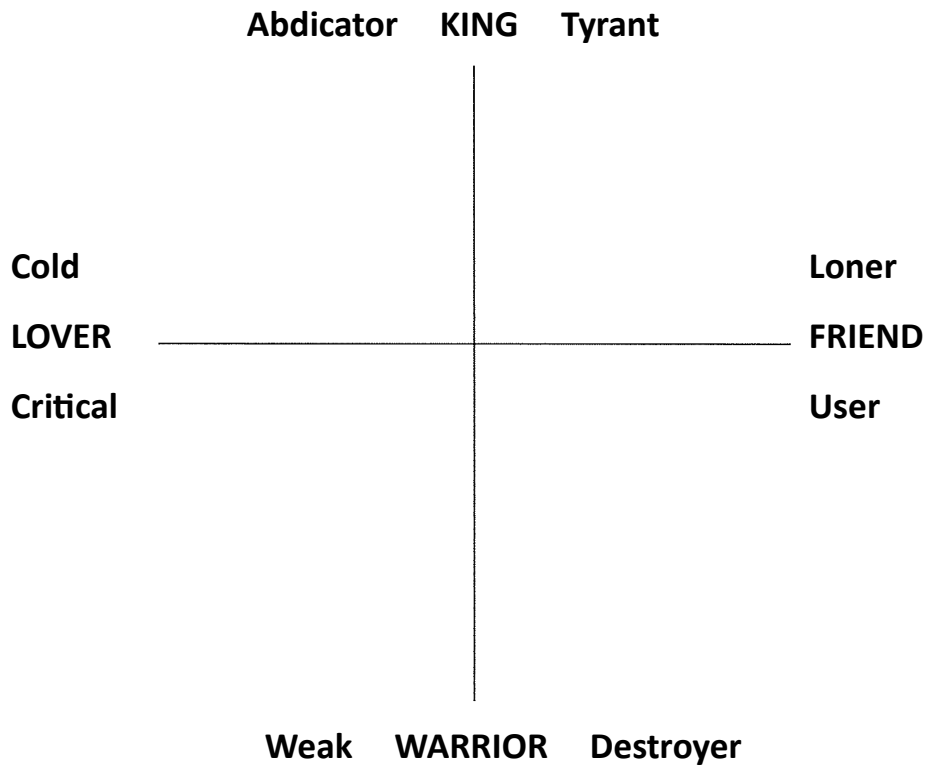 Abdicator KING Tyrant
Cold
Loner
LOVER
FRIEND
Critical
User
Weak WARRIOR Destroyer